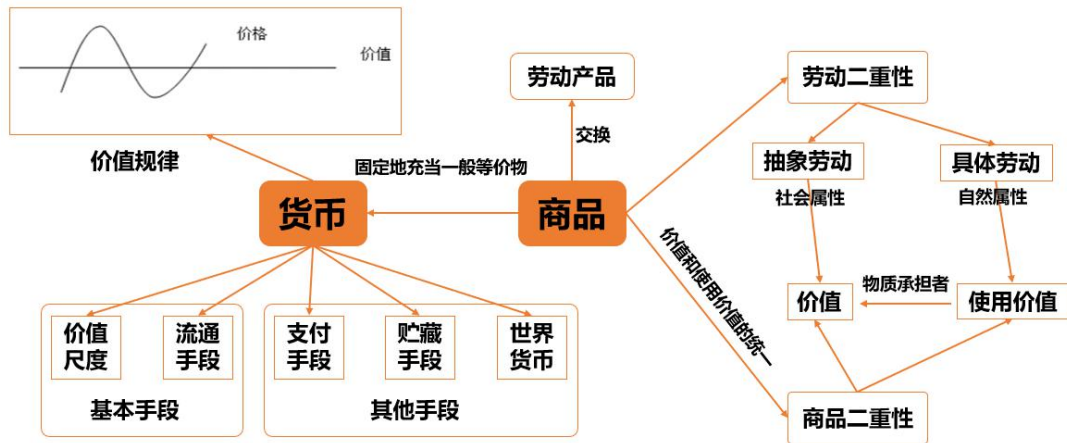 价格
价值
价值规律
劳动产品
交换
固定地充当一般等价物
货币
商品
价值和使用价值的统一
劳动二重性
抽象劳动
具体劳动
社会属性
自然属性
价值
物质承担者
使用价值
商品二重性
价值
尺度
流通
手段
基本手段
支付
手段
贮藏
手段
世界
货币
其他手段